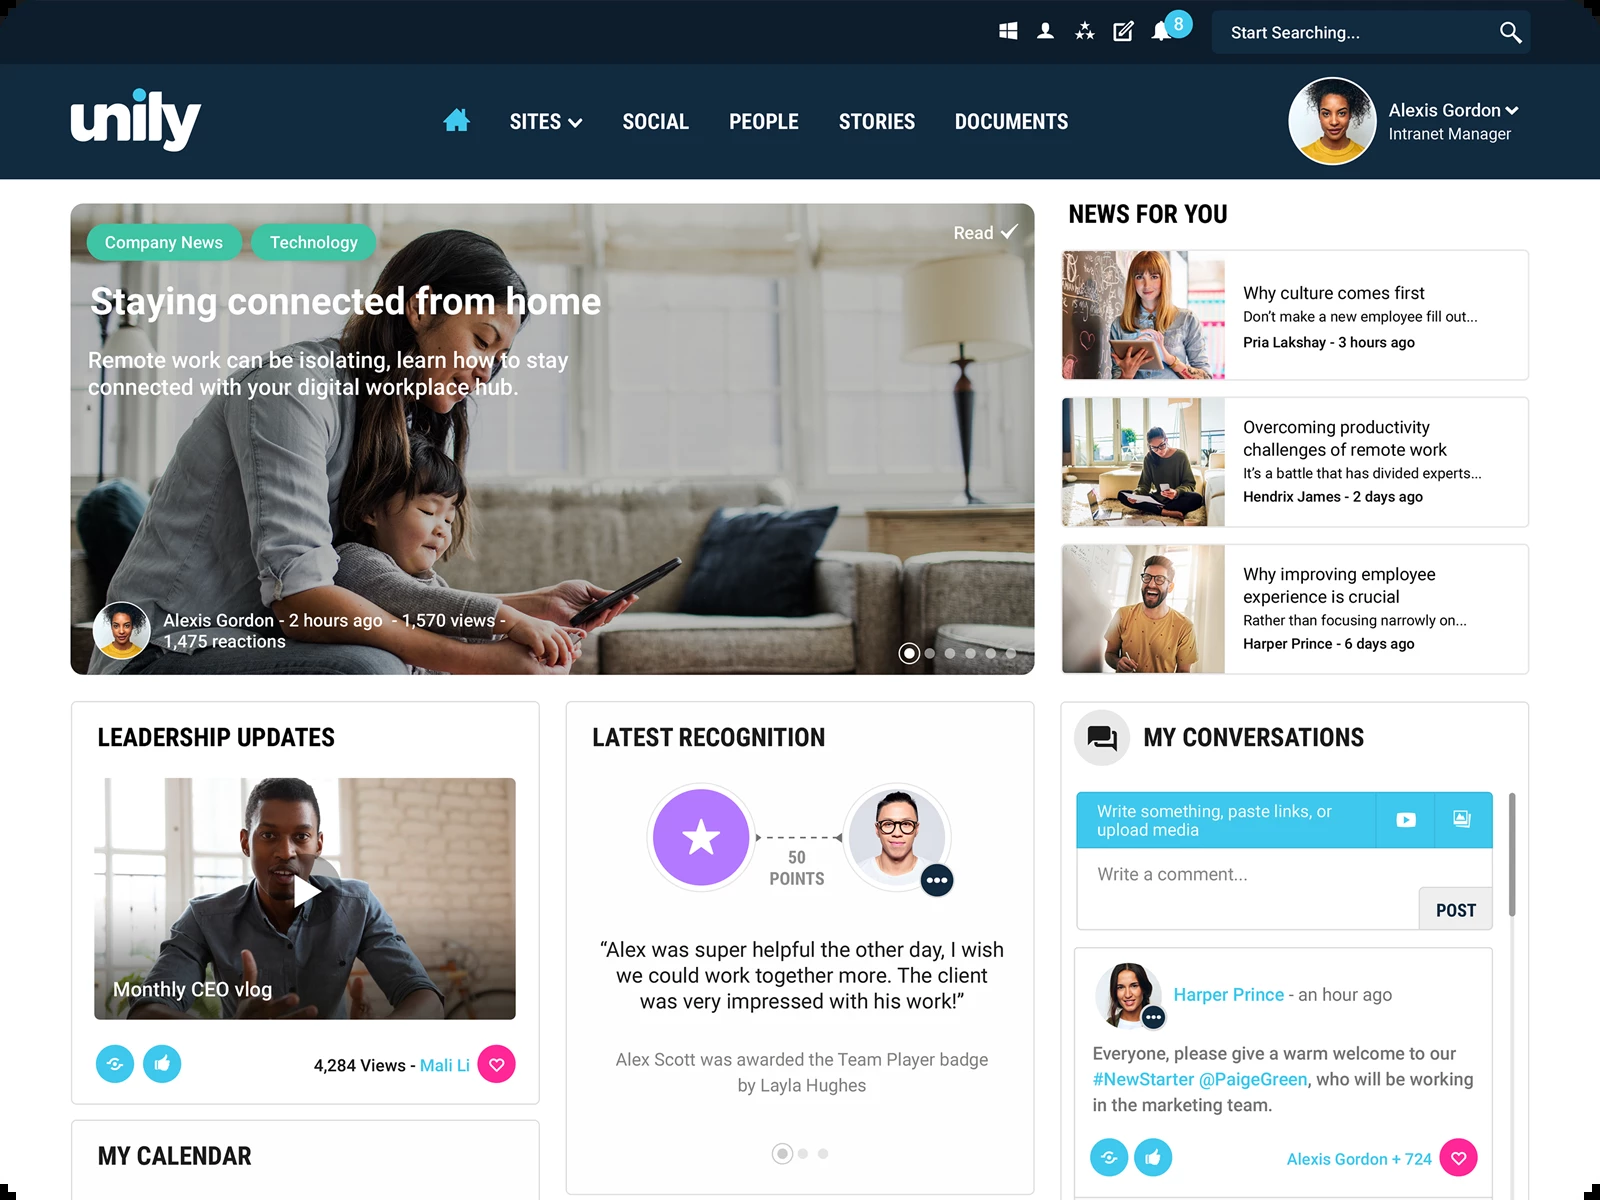 8
Start Searching...
unily
SITES
SOCIAL
PEOPLE
STORIES
DOCUMENTS
Alexis Gordon
Intranet Manager
Company News
Technology
Read
Staying connected from home
Remote work can be isolating, learn how to stay
connected with your digital workplace hub.
Alexis Gordon - 2 hours ago - 1,570 views -
1,475 reactions
NEWS FOR YOU
Why culture comes first
Don’t make a new employee fill out...
Pria Lakshay - 3 hours ago
Overcoming productivity
challenges of remote work
It’s a battle that has divided experts...
Hendrix James - 2 days ago
Why improving employee
experience is crucial
Rather than focusing narrowly on...
Harper Prince - 6 days ago
LEADERSHIP UPDATES
Monthly CEO vlog
4,284 Views - Mali Li
MY CALENDAR
LATEST RECOGNITION
50
POINTS
“Alex was super helpful the other day, I wish
we could work together more. The client
was very impressed with his work!”
Alex Scott was awarded the Team Player badge
by Layla Hughes
MY CONVERSATIONS
Write something, paste links, or
upload media
Write a comment...
POST
Harper Prince - an hour ago
Everyone, please give a warm welcome to our
#NewStarter @PaigeGreen, who will be working
in the marketing team.
Alexis Gordon + 724